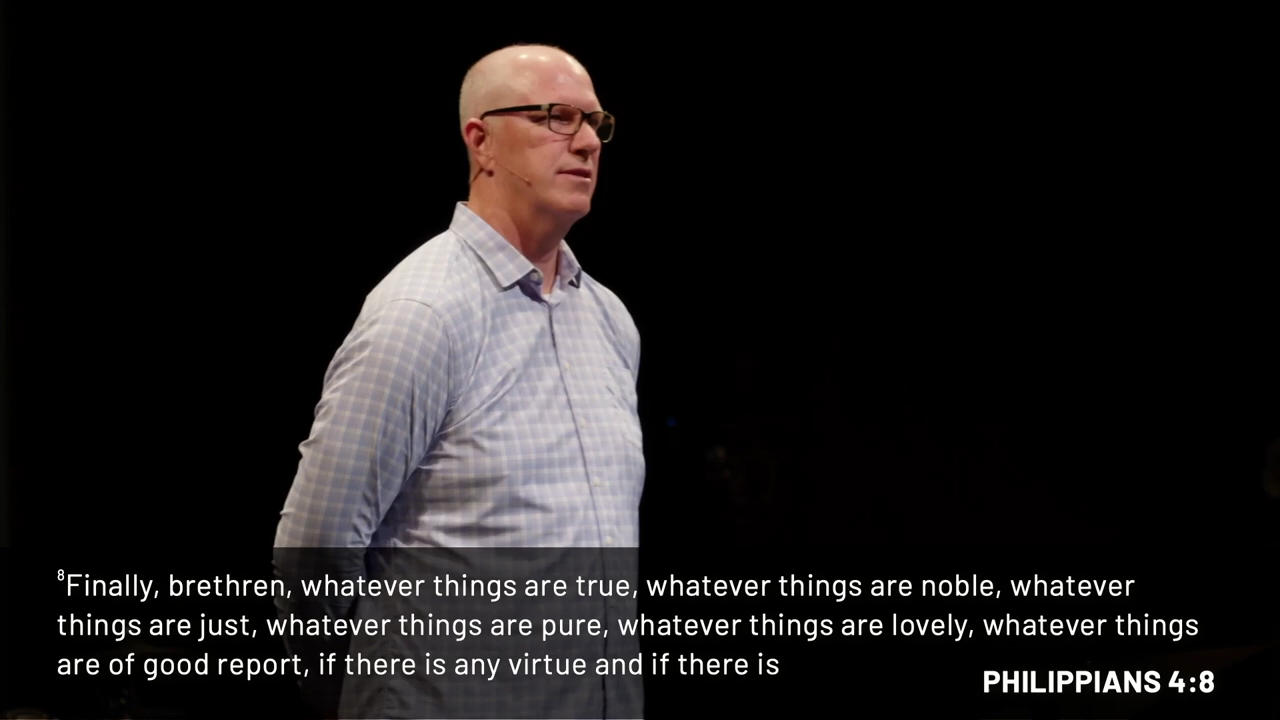 ⁸Finally, brethren, whatever things are true, whatever things are noble, whatever
things are just, whatever things are pure, whatever things are lovely, whatever things
are of good report, if there is any virtue and if there is
PHILIPPIANS 4:8